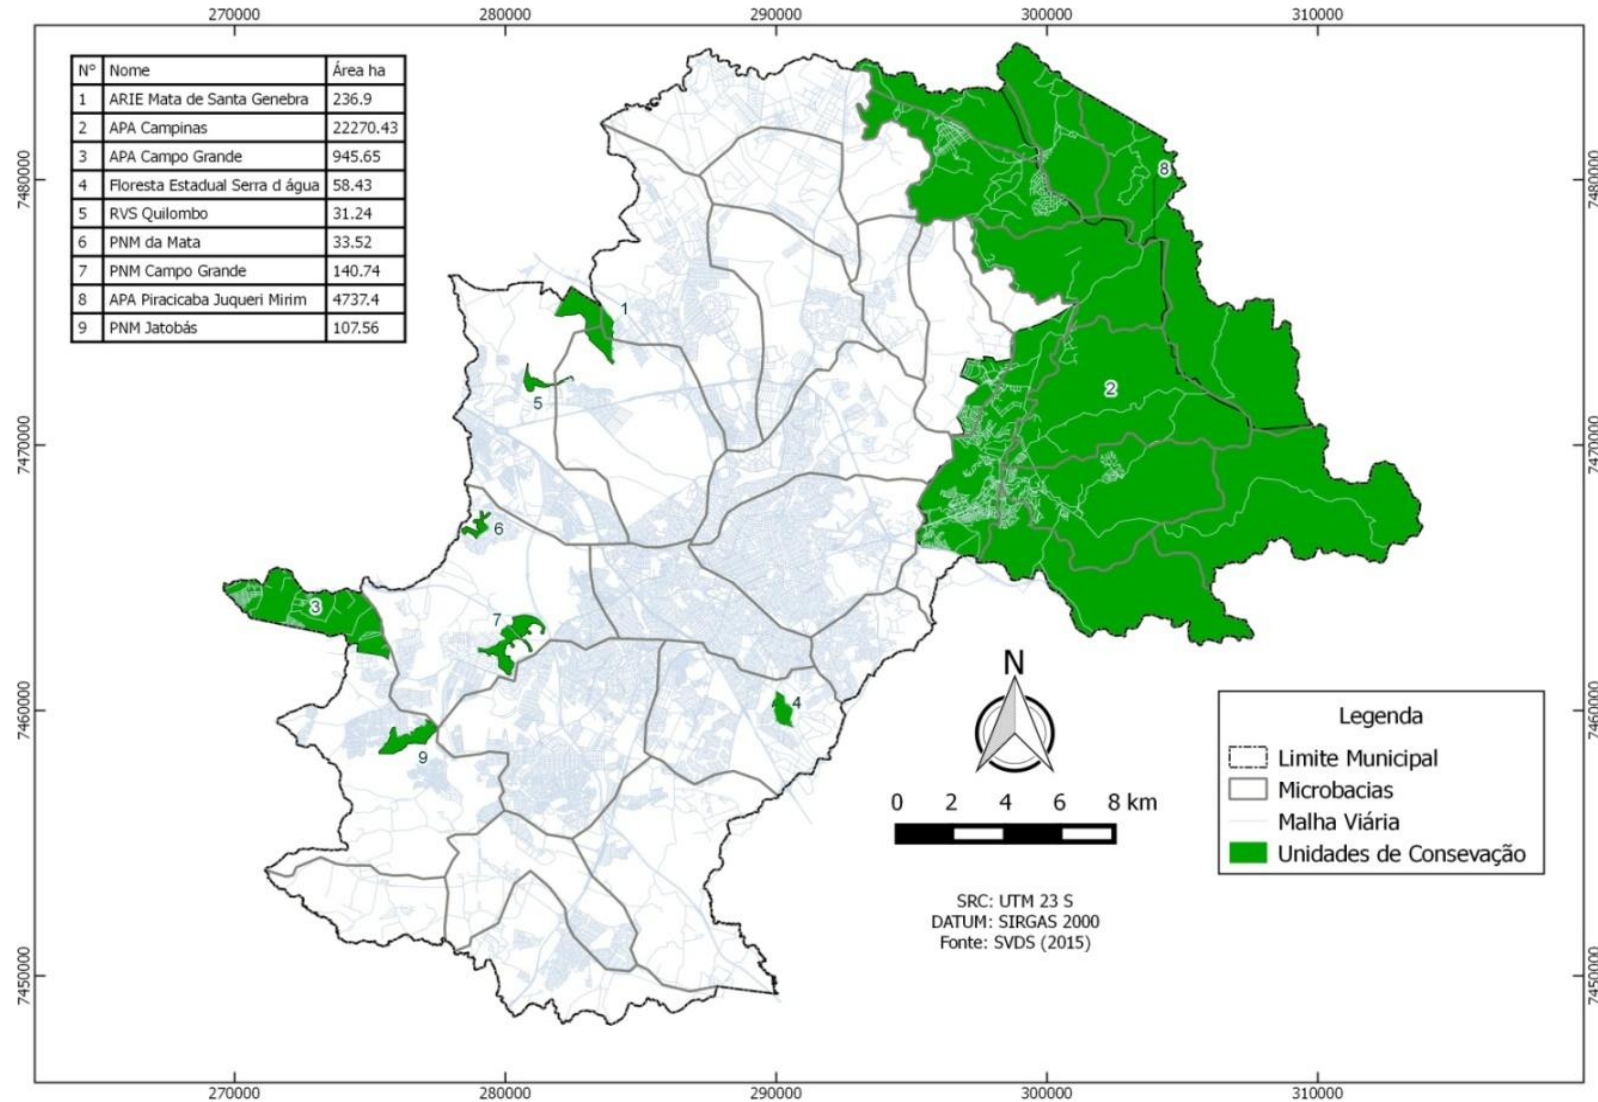 270000 280000 290000 300000 310000
Nº Nome Área ha
1 ARIE Mata de Santa Genebra 236.9
2 APA Campinas 22270.43
3 APA Campo Grande 945.65
4 Floresta Estadual Serra d água 58.43
5 RVS Quilombo 31.24
6 PNM da Mata 33.52
7 PNM Campo Grande 140.74
8 APA Piracicaba Juqueri Mirim 4737.4
9 PNM Jatobás 107.56
7480000 7480000
8
1
2
5
7470000 7470000
6
3
7
N
4
7460000 7460000
9
Legenda
Limite Municipal
Microbacias
Malha Viária
Unidades de Consevação
0 2 4 6 8 km
SRC: UTM 23 S
DATUM: SIRGAS 2000
Fonte: SVDS (2015)
7450000 7450000
270000 280000 290000 300000 310000